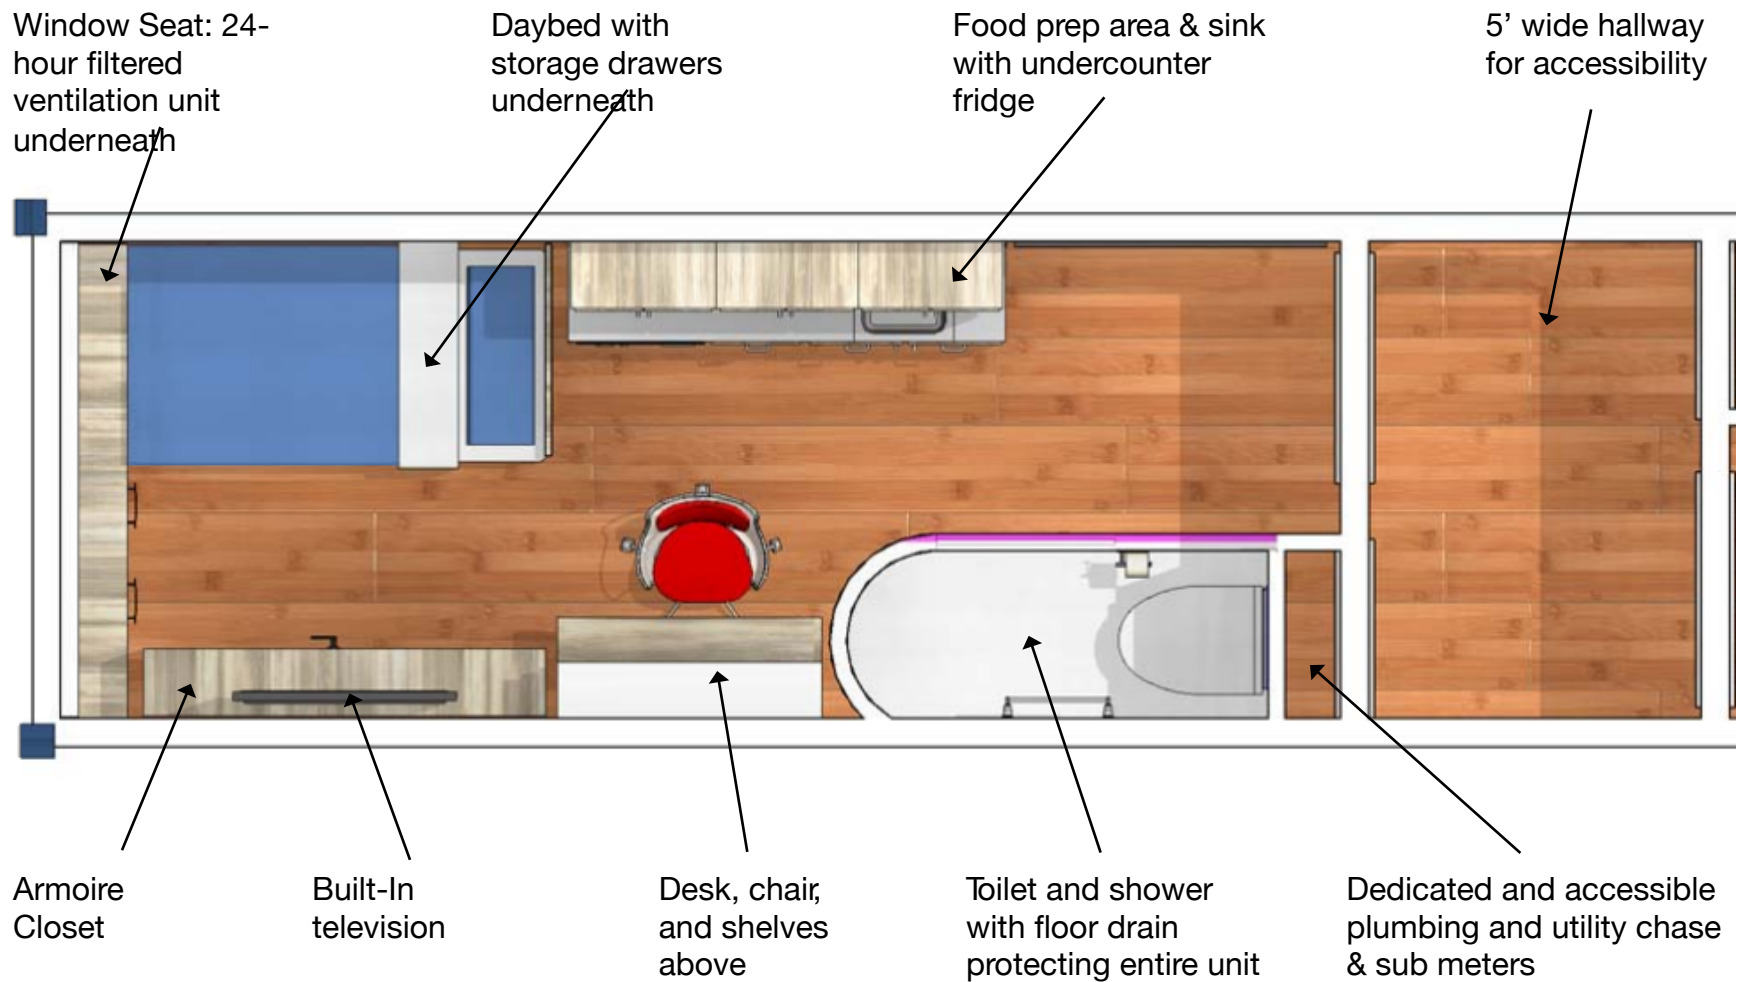 Window Seat: 24-
hour filtered
ventilation unit
underneath
Daybed with
storage drawers
underneath
Food prep area & sink
with undercounter
fridge
5’ wide hallway
for accessibility
Armoire
Closet
Built-In
television
Desk, chair,
and shelves
above
Toilet and shower
with floor drain
protecting entire unit
Dedicated and accessible
plumbing and utility chase
& sub meters